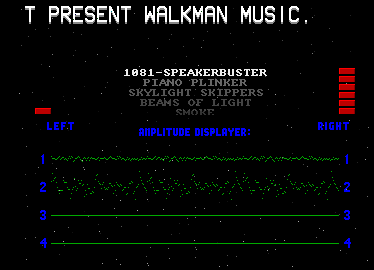 T PRESENT WALKMAN MUSIC.
1081-SPEAKERBUSTER
PIANO PLINKER
SKYLIGHT SKIPPERS
BEAMS OF LIGHT
SMOKE
LEFT RIGHT
AMPLITUDE DISPLAYER:
1 1
2 2
3 3
4 4